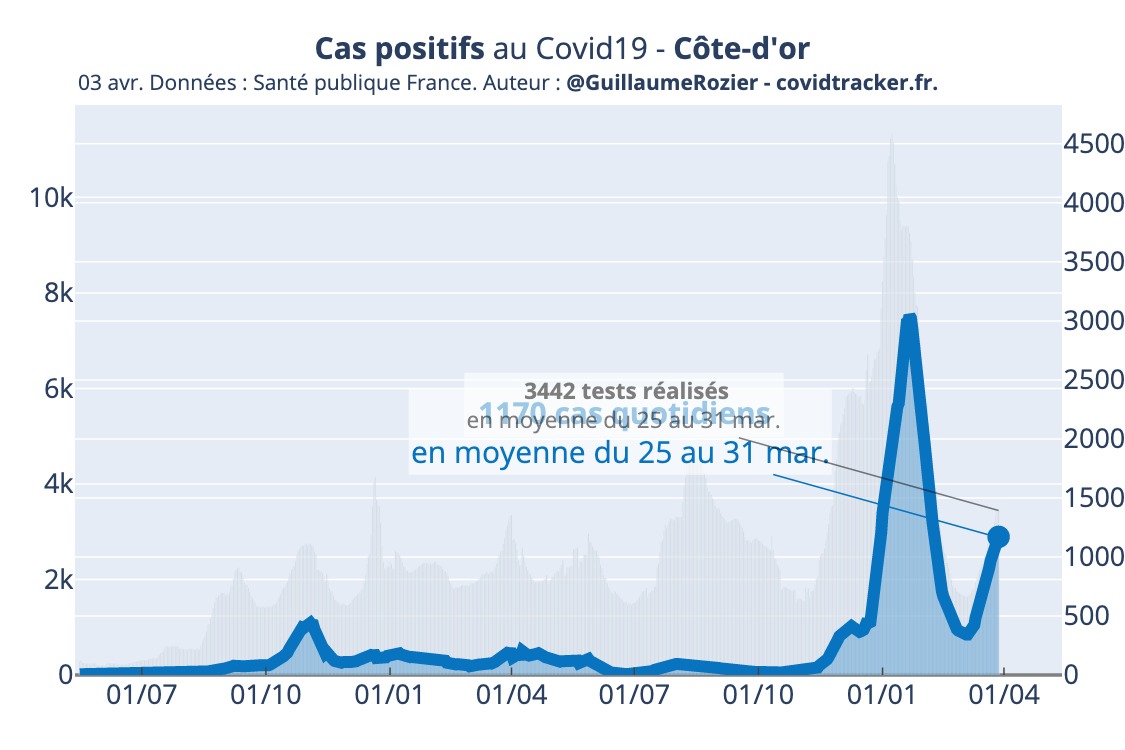 Cas positifs au Covid19 - Côte-d'or
03 avr. Données : Santé publique France. Auteur : @GuillaumeRozier - covidtracker.fr.
4500
10k
4000
3500
8k
3000
2500
6k
3442 tests réalisés
1170 cas quotidiens
en moyenne du 25 au 31 mar.
en moyenne du 25 au 31 mar.
2000
4k
1500
1000
2k
500
0
0
01/07
01/10
01/01
01/04
01/07
01/10
01/01
01/04